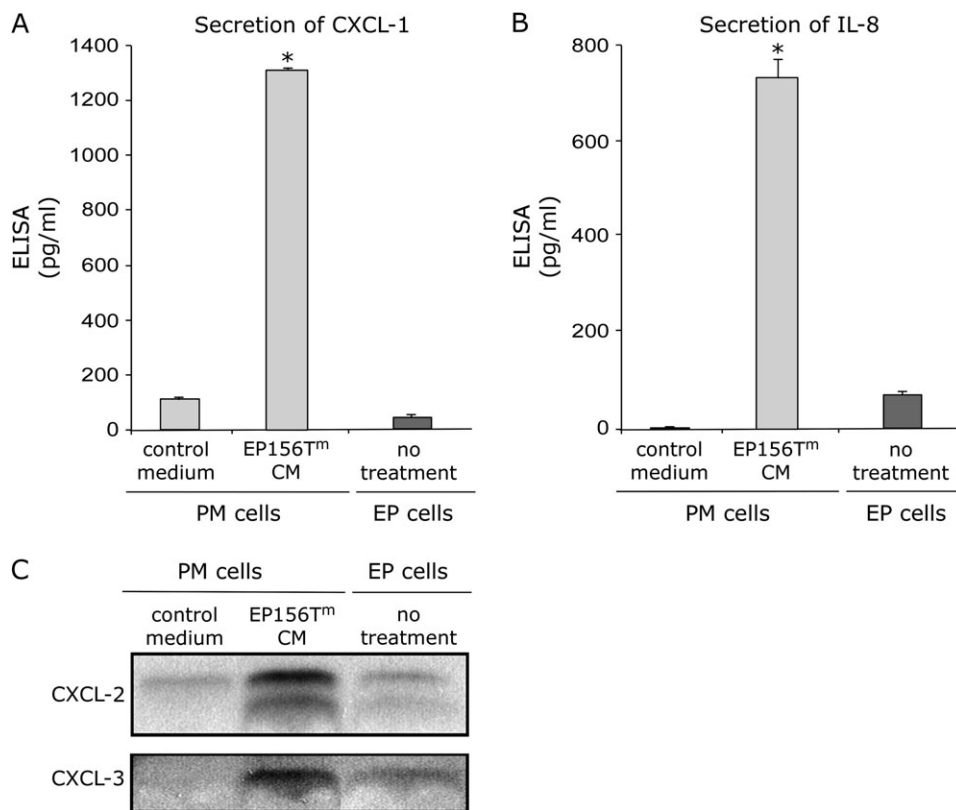 A
Secretion of CXCL-1
1400
1200
1000
800
600
400
200
0
ELISA
(pg/ml)
*
control
medium
EP156Tᵐ
CM
no
treatment
PM cells
EP cells
B
Secretion of IL-8
800
600
400
200
0
ELISA
(pg/ml)
*
control
medium
EP156Tᵐ
CM
no
treatment
PM cells
EP cells
C
PM cells
EP cells
control
medium
EP156Tᵐ
CM
no
treatment
CXCL-2
CXCL-3